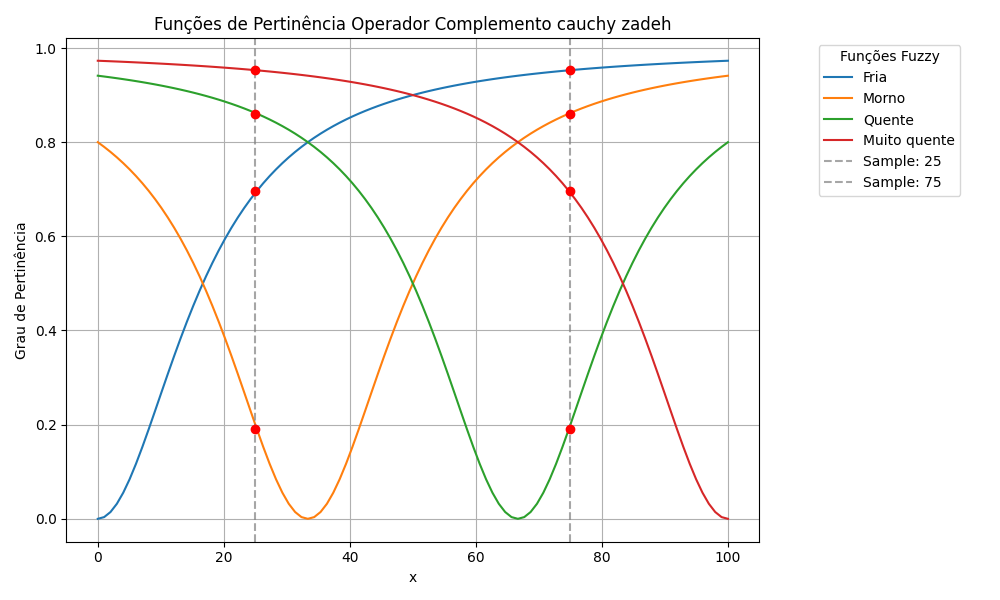 Funções de Pertinência Operador Complemento cauchy zadeh
Grau de Pertinência
1.0
0.8
0.6
0.4
0.2
0.0
0
20
40
60
80
100
x
Funções Fuzzy
Fria
Morno
Quente
Muito quente
Sample: 25
Sample: 75